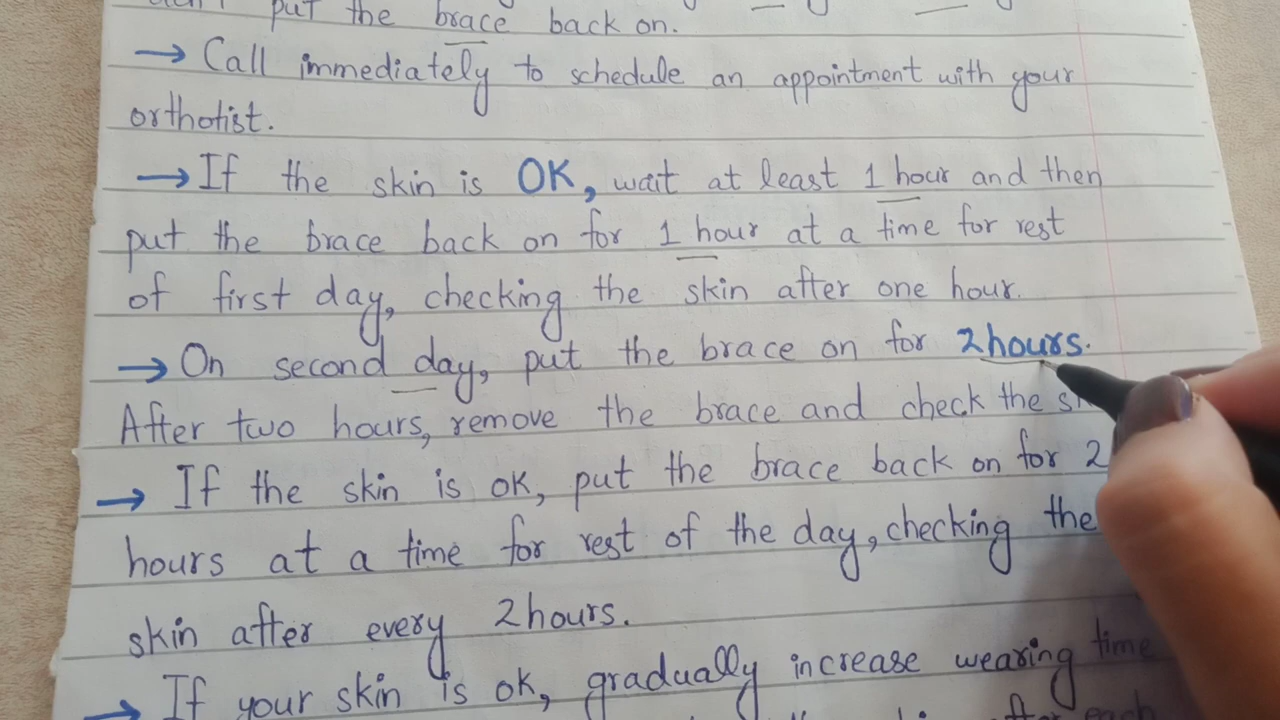 put the brace back on.
→ Call immediately to schedule an appointment with your
orthotist.
→ If the skin is OK, wait at least 1 hour and then
put the brace back on for 1 hour at a time for rest
of first day, checking the skin after one hour.
→ On second day, put the brace on for 2 hours.
After two hours, remove the brace and check the
→ If the skin is ok, put the brace back on for 2
hours at a time for rest of the day, checking the
skin after every 2 hours.
→ If your skin is ok, gradually increase wearing time
after each